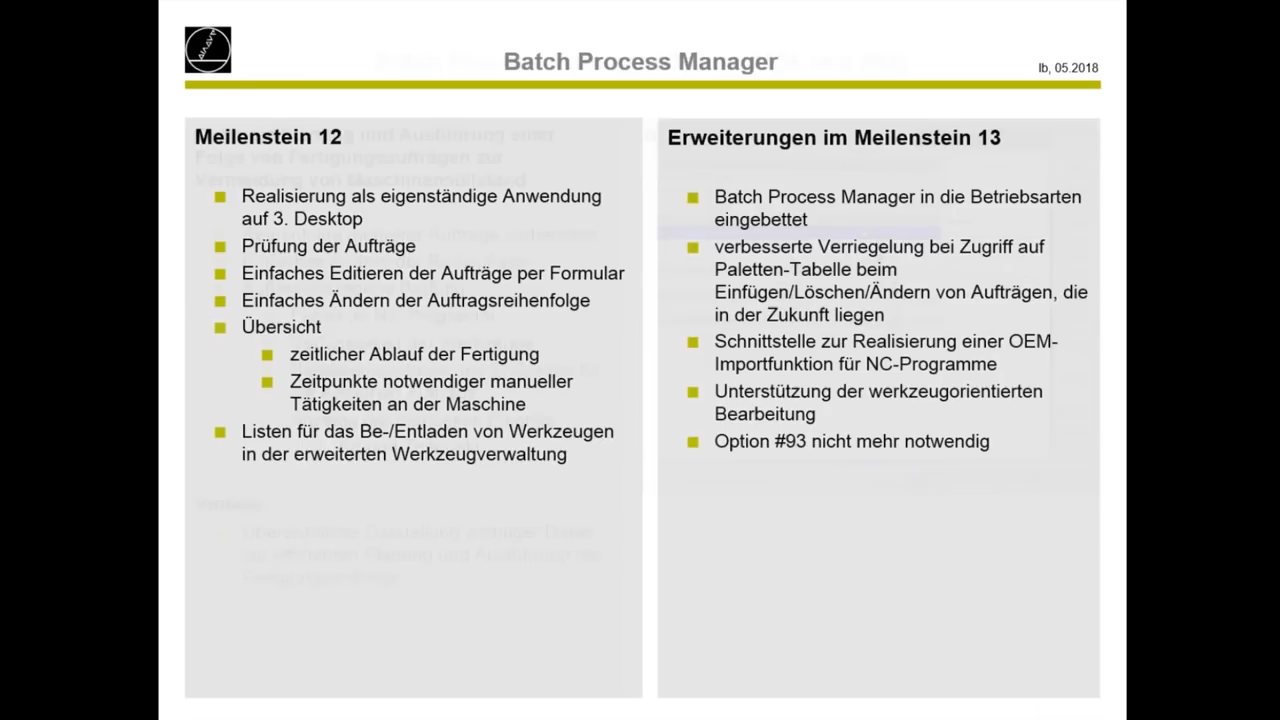 Batch Process Manager
lb, 05.2018
Meilenstein 12
Realisierung als eigenständige Anwendung
auf 3. Desktop
Prüfung der Aufträge
Einfaches Editieren der Aufträge per Formular
Einfaches Ändern der Auftragsreihenfolge
Übersicht
zeitlicher Ablauf der Fertigung
Zeitpunkte notwendiger manueller
Tätigkeiten an der Maschine
Listen für das Be-/Entladen von Werkzeugen
in der erweiterten Werkzeugverwaltung
Erweiterungen im Meilenstein 13
Batch Process Manager in die Betriebsarten
eingebettet
verbesserte Verriegelung bei Zugriff auf
Paletten-Tabelle beim
Einfügen/Löschen/Ändern von Aufträgen, die
in der Zukunft liegen
Schnittstelle zur Realisierung einer OEM-
Importfunktion für NC-Programme
Unterstützung der werkzeugorientierten
Bearbeitung
Option #93 nicht mehr notwendig